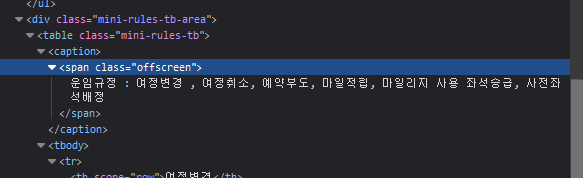 </ul>
<div class="mini-rules-tb-area">
<table class="mini-rules-tb">
<caption>
<span class="offscreen">
운임규정 : 여정변경 , 여정취소, 예약부도, 마일적립, 마일리지 사용 좌석승급, 사전좌
석배정
</span>
</caption>
<tbody>
<tr>
<th scope="row">여정변경</th>